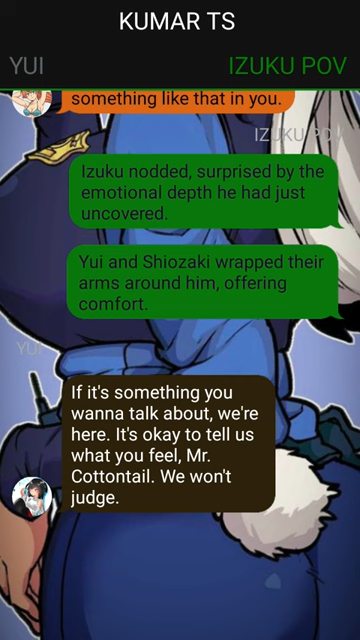 KUMAR TS
YUI
IZUKU POV
something like that in you.
IZUKU POV
Izuku nodded, surprised by the
emotional depth he had just
uncovered.
Yui and Shiozaki wrapped their
arms around him, offering
comfort.
YUI
If it's something you
wanna talk about, we're
here. It's okay to tell us
what you feel, Mr.
Cottontail. We won't
judge.